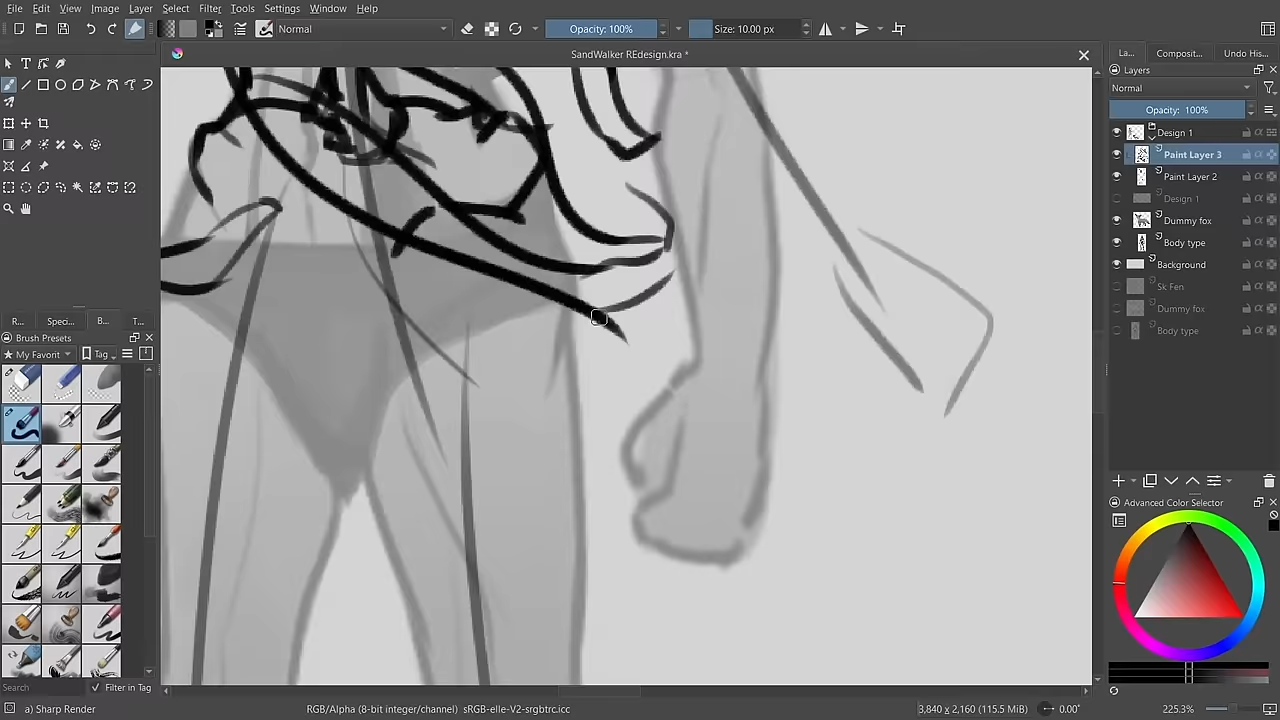 File Edit View Image Layer Select Filter Tools Settings Window Help
Normal
Opacity: 100%
Size: 10.00 px
SandWalker REdesign.kra *
La... Composit... Undo His...
Layers
Normal
Opacity: 100%
Design 1
Paint Layer 3
Paint Layer 2
Design 1
Dummy fox
Body type
Background
Sk Fen
Dummy fox
Body type
R... Speci... B... T...
Brush Presets
★ My Favorit Tag
Advanced Color Selector
Search
Filter in Tag
a) Sharp Render
RGB/Alpha (8-bit integer/channel) sRGB-elle-V2-srgbtrc.icc
3,840 x 2,160 (115.5 MiB)
0.00°
225.3%